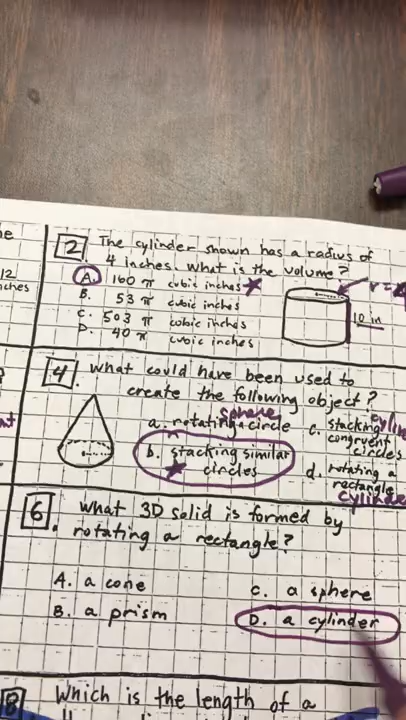 2 The cylinder shown has a radius of
4 inches. What is the volume?
A. 160 π cubic inches
B. 53 π cubic inches
C. 503 π cubic inches
D. 40 π cubic inches
10 in
12
4 What could have been used to
create the following object?
sphere
a. rotating a circle
b. stacking similar
circles
c. stacking
congruent
circles
d. rotating a
rectangle
6. What 3D solid is formed by
rotating a rectangle?
A. a cone
B. a prism
C. a sphere
D. a cylinder
8 Which is the length of a